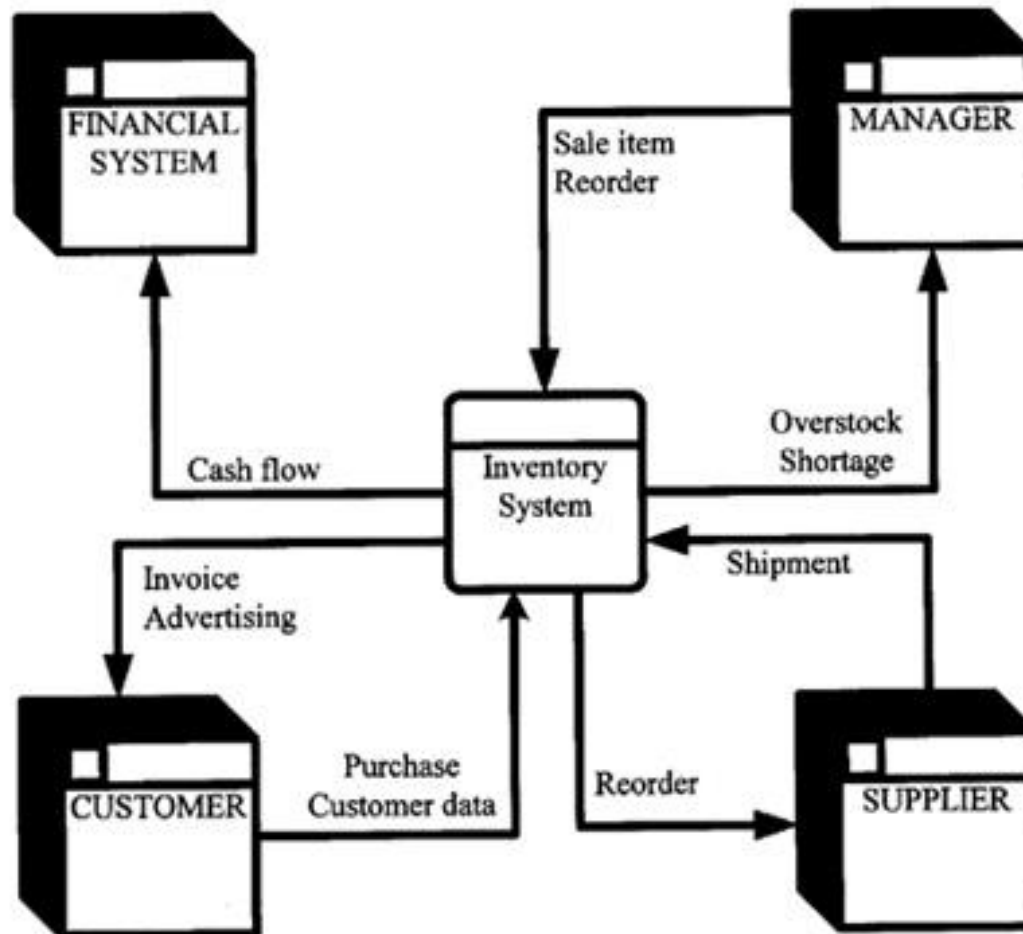 FINANCIAL
SYSTEM
MANAGER
Sale item
Reorder
Cash flow
Inventory
System
Overstock
Shortage
Invoice
Advertising
Shipment
CUSTOMER
Purchase
Customer data
Reorder
SUPPLIER